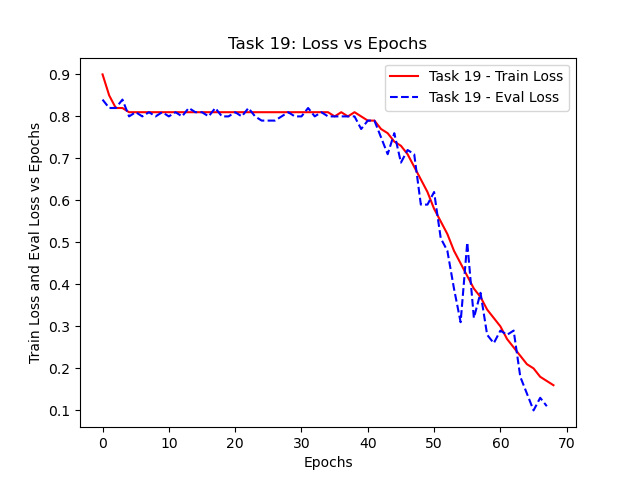 Task 19: Loss vs Epochs
Task 19 - Train Loss
Task 19 - Eval Loss
Train Loss and Eval Loss vs Epochs
0.9
0.8
0.7
0.6
0.5
0.4
0.3
0.2
0.1
0 10 20 30 40 50 60 70
Epochs